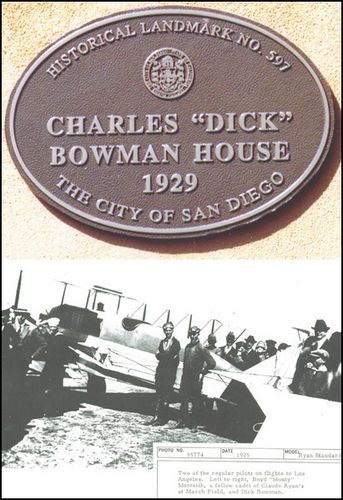 HISTORICAL LANDMARK NO. 597
CHARLES "DICK"
BOWMAN HOUSE
1929
THE CITY OF SAN DIEGO
PHOTO NO. 95774 DATE 1925 MODEL Ryan Standard
Two of the regular pilots on flights to Los
Angeles. Left to right, Boyd "Monty"
Monteith, a fellow cadet of Claude Ryan's
at March Field, and Dick Bowman.